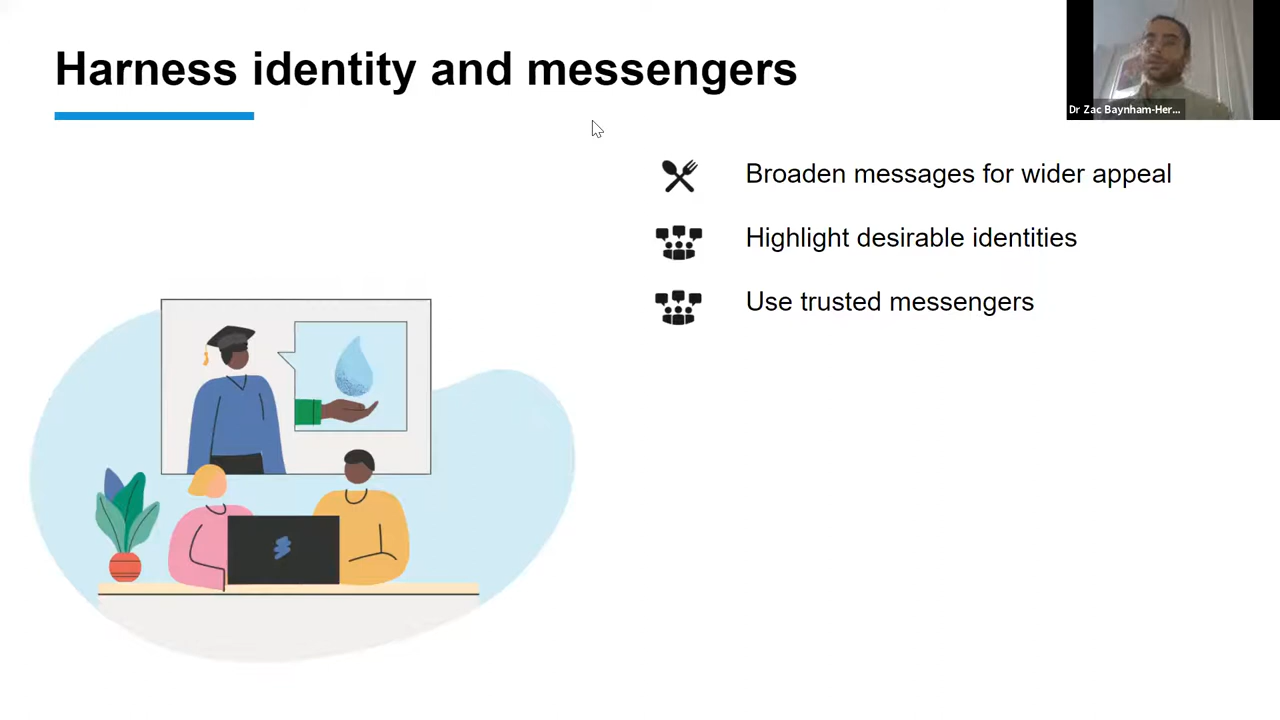 Harness identity and messengers
Dr Zac Baynham-Her...
Broaden messages for wider appeal
Highlight desirable identities
Use trusted messengers